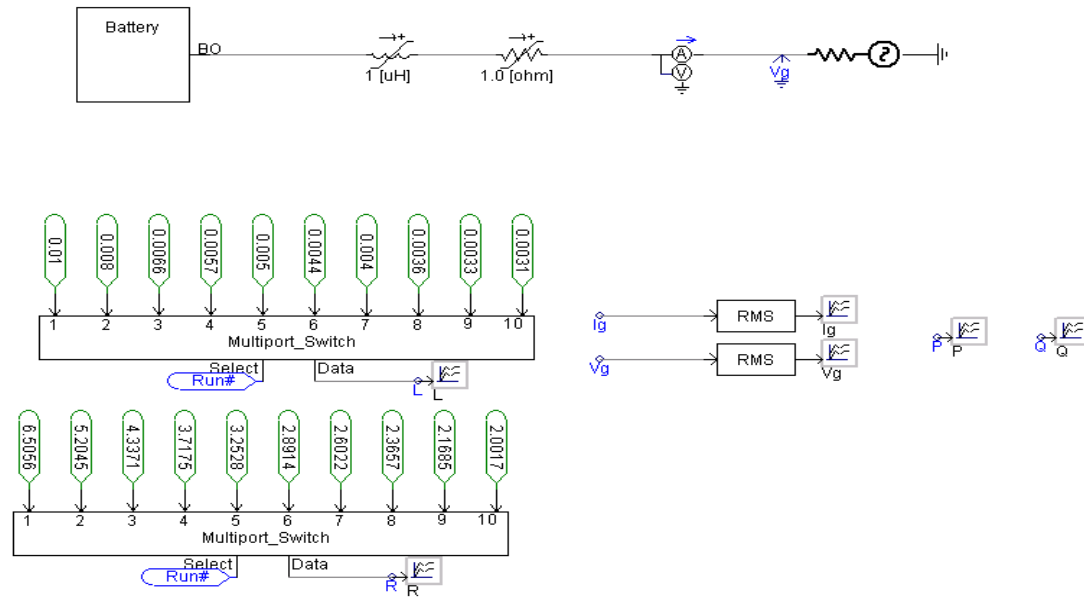 Battery
BO
1 [uH]
1.0 [ohm]
A
V
Vg
0.01 0.008 0.0066 0.0057 0.005 0.0044 0.004 0.0036 0.0033 0.0031
1 2 3 4 5 6 7 8 9 10
Multiport_Switch
Select Data
Run#
L
L
Ig
RMS
Ig
Vg
RMS
Vg
P
P
Q
Q
6.5056 5.2045 4.3371 3.7175 3.2528 2.8914 2.6022 2.3657 2.1685 2.0017
1 2 3 4 5 6 7 8 9 10
Multiport_Switch
Select Data
Run#
R
R